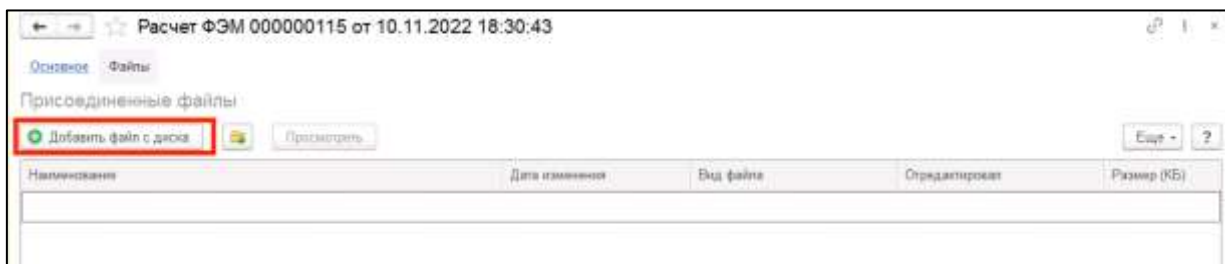 Расчет ФЭМ 000000115 от 10.11.2022 18:30:43
Основное Файлы
Присоединенные файлы
Добавить файл с диска Просмотреть Еще ?
Наименование Дата изменения Вид файла Отредактировал Размер (КБ)